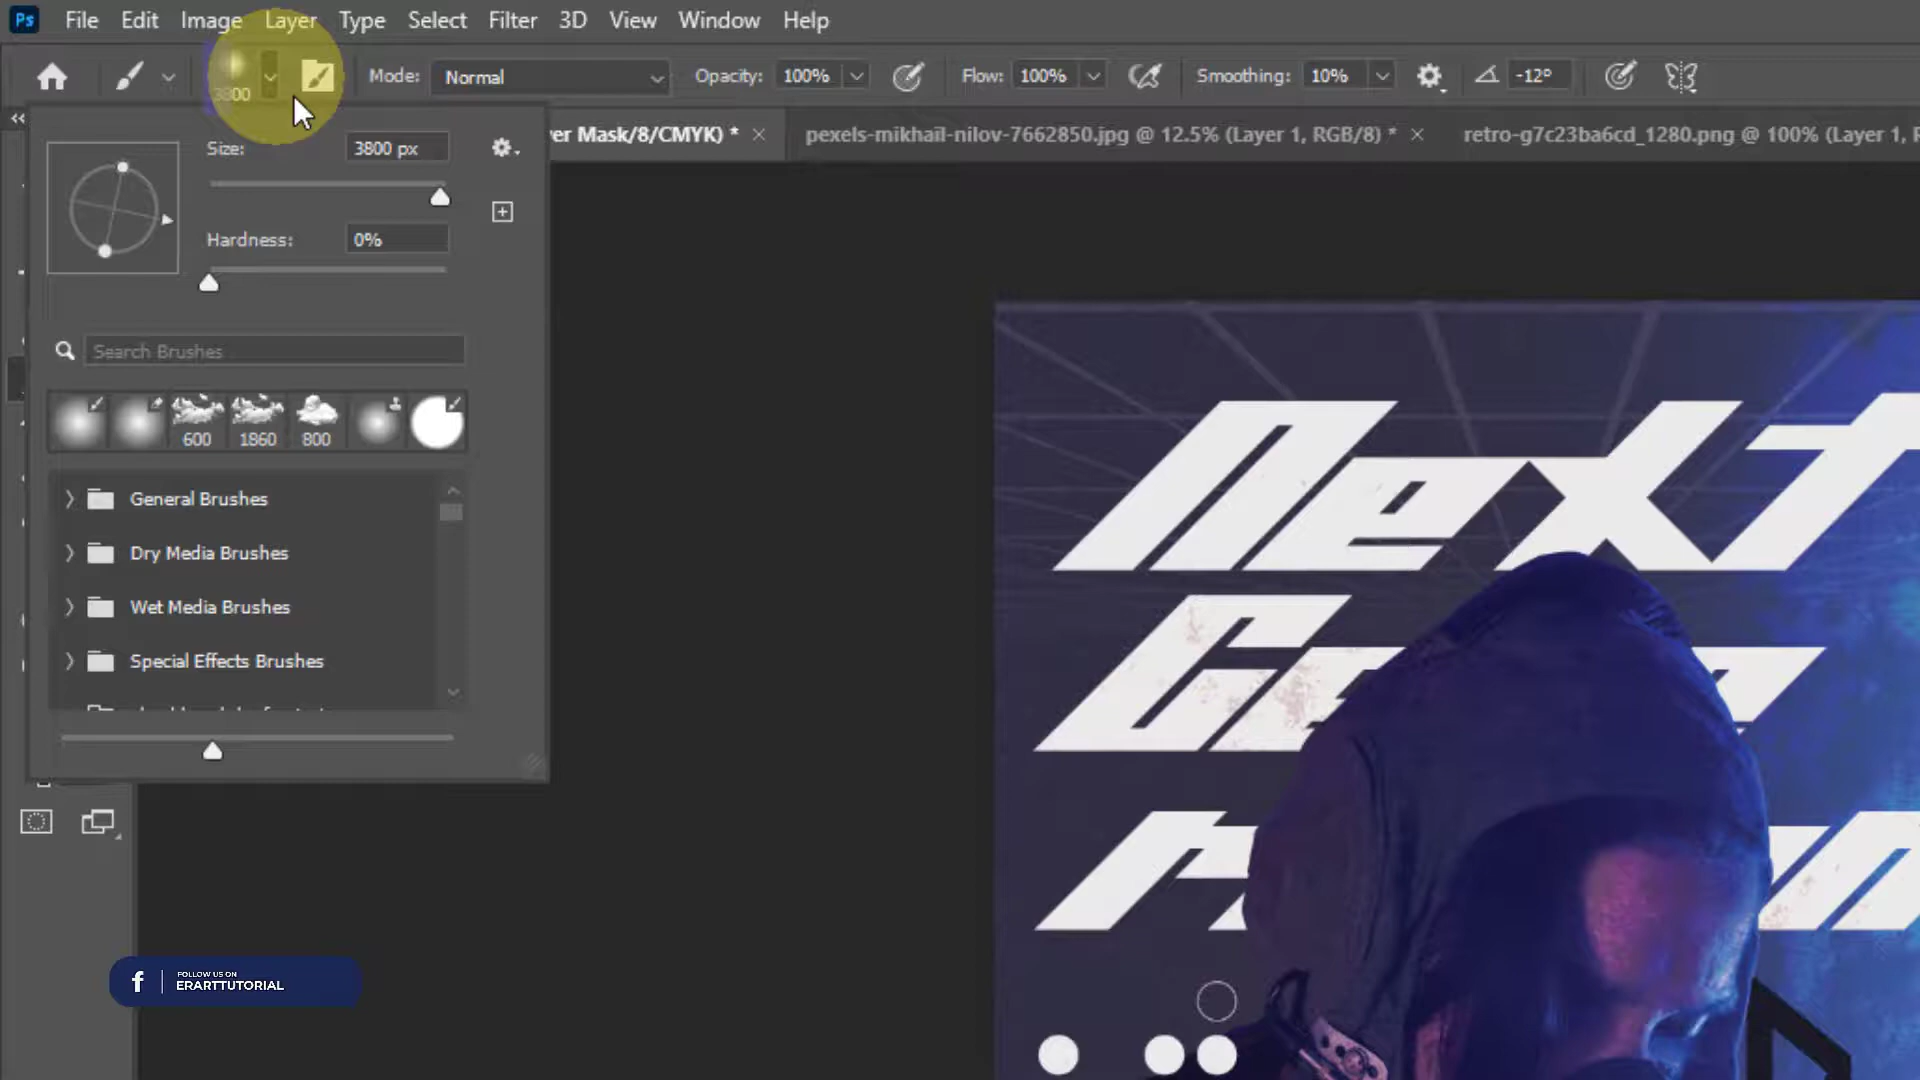 Ps File Edit Image Layer Type Select Filter 3D View Window Help
3800 Mode: Normal Opacity: 100% Flow: 100% Smoothing: 10% -12°
er Mask/8/CMYK) * pexels-mikhail-nilov-7662850.jpg @ 12.5% (Layer 1, RGB/8) * retro-g7c23ba6cd_1280.png @ 100% (Layer 1, R
Size: 3800 px
Hardness: 0%
Search Brushes
600 1860 800
General Brushes
Dry Media Brushes
Wet Media Brushes
Special Effects Brushes
Next
f FOLLOW US ON
ERARTTUTORIAL